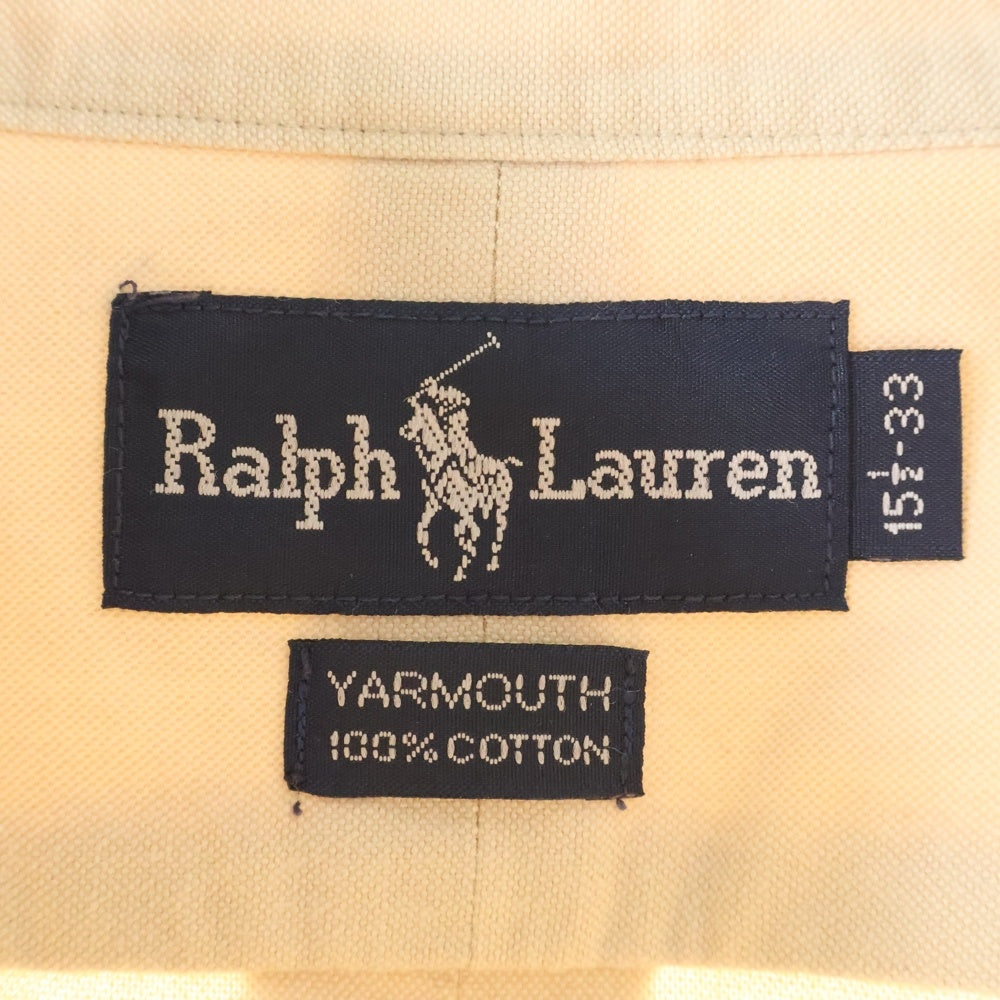 Ralph Lauren
15½-33
YARMOUTH
100% COTTON